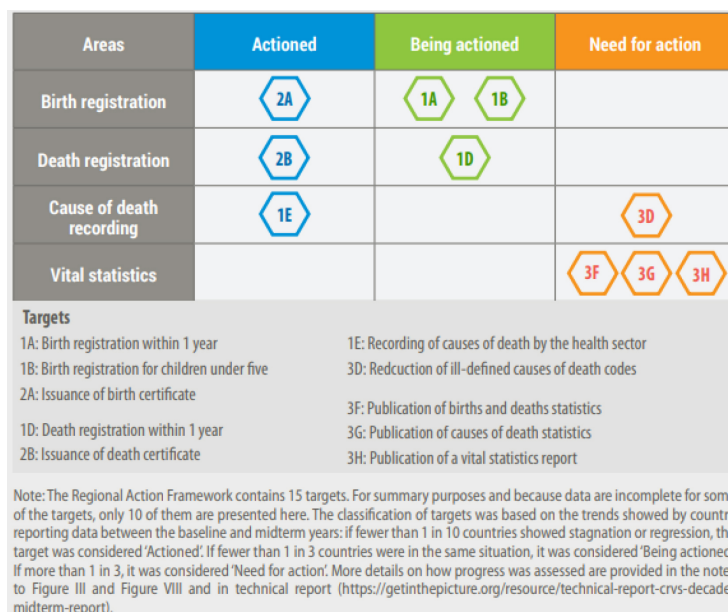 Areas Actioned Being actioned Need for action
Birth registration 2A 1A 1B
Death registration 2B 1D
Cause of death
recording 1E 3D
Vital statistics 3F 3G 3H
Targets
1A: Birth registration within 1 year
1B: Birth registration for children under five
2A: Issuance of birth certificate
1D: Death registration within 1 year
2B: Issuance of death certificate
1E: Recording of causes of death by the health sector
3D: Redcuction of ill-defined causes of death codes
3F: Publication of births and deaths statistics
3G: Publication of causes of death statistics
3H: Publication of a vital statistics report
Note: The Regional Action Framework contains 15 targets. For summary purposes and because data are incomplete for som
of the targets, only 10 of them are presented here. The classification of targets was based on the trends showed by countr
reporting data between the baseline and midterm years: if fewer than 1 in 10 countries showed stagnation or regression, th
target was considered ‘Actioned’. If fewer than 1 in 3 countries were in the same situation, it was considered ‘Being actioned
If more than 1 in 3, it was considered ‘Need for action’. More details on how progress was assessed are provided in the note
to Figure III and Figure VIII and in technical report (https://getinthepicture.org/resource/technical-report-crvs-decada
midterm-report).